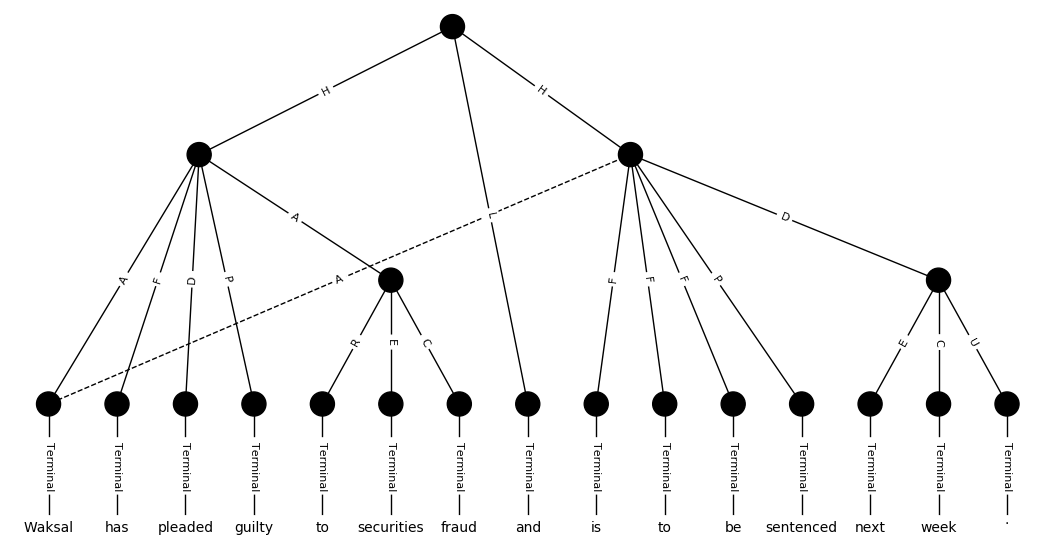 H H
L
A F D P A
A
F F F P D
R E C
E C U
Terminal Terminal Terminal Terminal Terminal Terminal Terminal Terminal Terminal Terminal Terminal Terminal Terminal Terminal Terminal
Waksal has pleaded guilty to securities fraud and is to be sentenced next week .